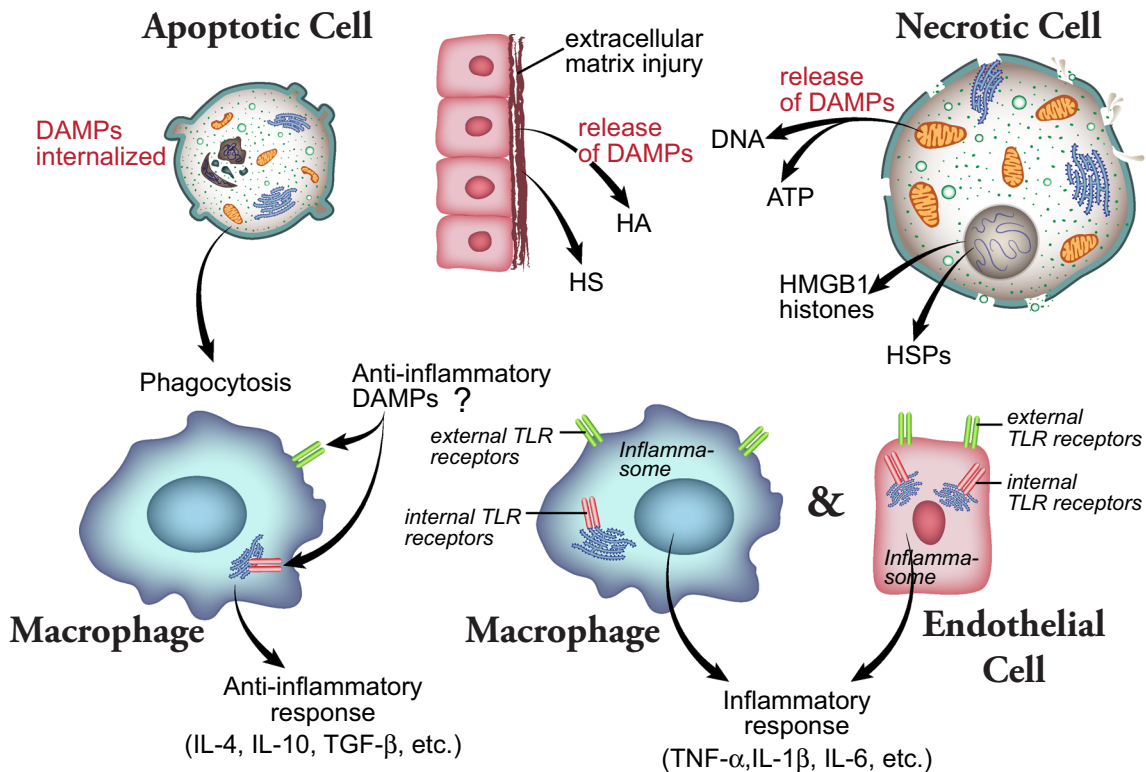 Apoptotic Cell
DAMPs
internalized
extracellular
matrix injury
release
of DAMPs
HA
HS
Necrotic Cell
release
of DAMPs
DNA
ATP
HMGB1
histones
HSPs
Phagocytosis
Anti-inflammatory
DAMPs ?
external TLR
receptors
Inflamma-
some
internal TLR
receptors
&
external
TLR receptors
internal
TLR receptors
Inflamma-
some
Macrophage
Macrophage
Endothelial
Cell
Anti-inflammatory
response
(IL-4, IL-10, TGF-β, etc.)
Inflammatory
response
(TNF-α,IL-1β, IL-6, etc.)